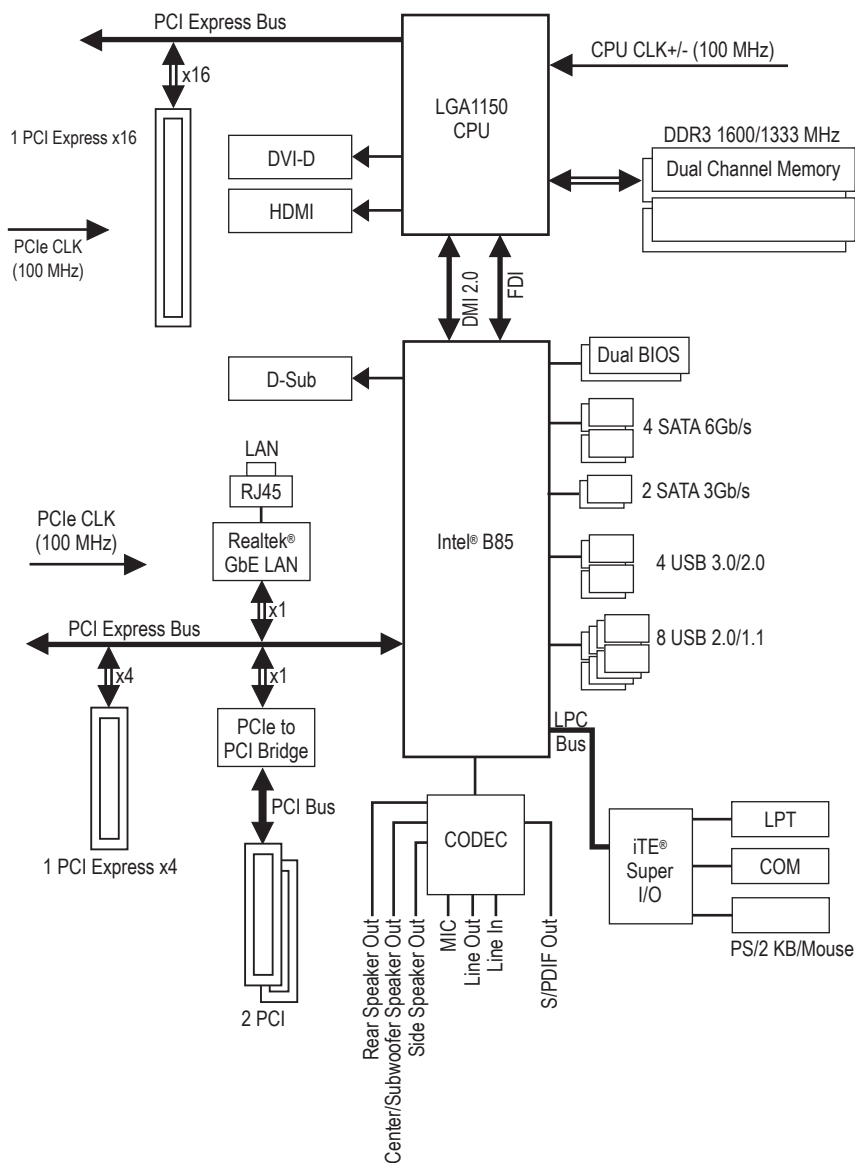 PCI Express Bus
x16
1 PCI Express x16
PCIe CLK
(100 MHz)
LGA1150
CPU
CPU CLK+/- (100 MHz)
DDR3 1600/1333 MHz
Dual Channel Memory
DVI-D
HDMI
DMI 2.0
FDI
D-Sub
Intel® B85
Dual BIOS
4 SATA 6Gb/s
2 SATA 3Gb/s
4 USB 3.0/2.0
8 USB 2.0/1.1
LAN
RJ45
Realtek®
GbE LAN
PCIe CLK
(100 MHz)
x1
PCI Express Bus
x4
x1
PCIe to
PCI Bridge
PCI Bus
1 PCI Express x4
2 PCI
LPC
Bus
CODEC
iTE®
Super
I/O
LPT
COM
PS/2 KB/Mouse
Rear Speaker Out
Center/Subwoofer Speaker Out
Side Speaker Out
MIC
Line Out
Line In
S/PDIF Out